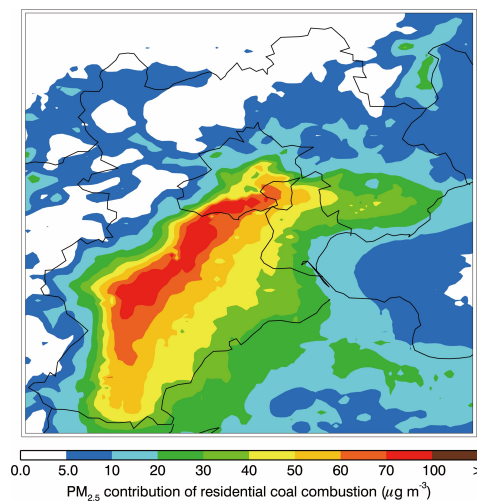 0.0 5.0 10 20 30 40 50 60 70 100 >
PM2.5 contribution of residential coal combustion (μg m⁻³)